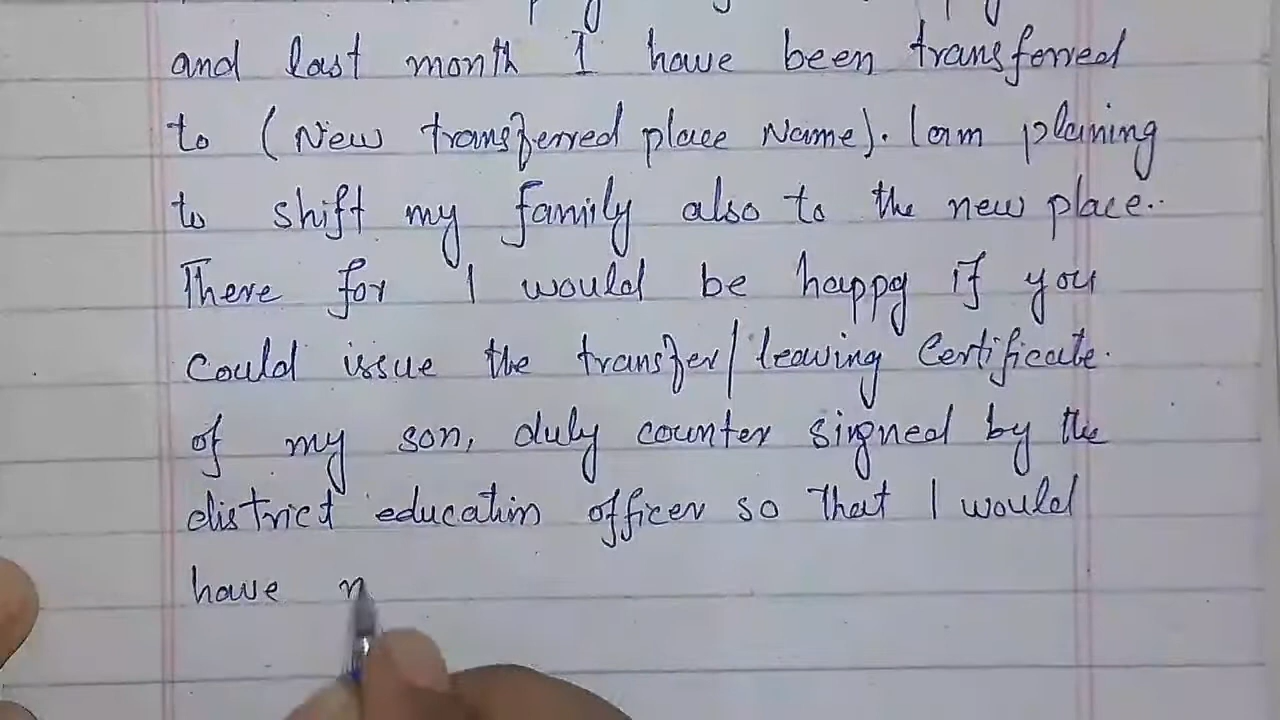 and last month I have been transferred
to (New transferred place Name). I am planing
to shift my family also to the new place..
There for I would be happy if you
could issue the transfer/leaving Certificate.
of my son, duly counter signed by the
district education officer so that I would
have n